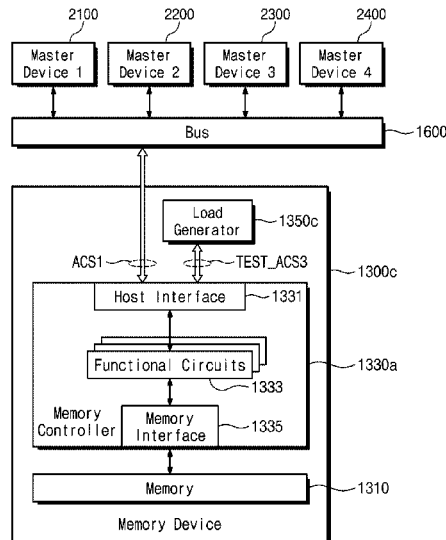 2100 2200 2300 2400
Master Device 1
Master Device 2
Master Device 3
Master Device 4
Bus
1600
Load Generator
1350c
ACS1
TEST_ACS3
1300c
Host Interface
1331
1330a
Functional Circuits
1333
Memory Controller
Memory Interface
1335
Memory
1310
Memory Device